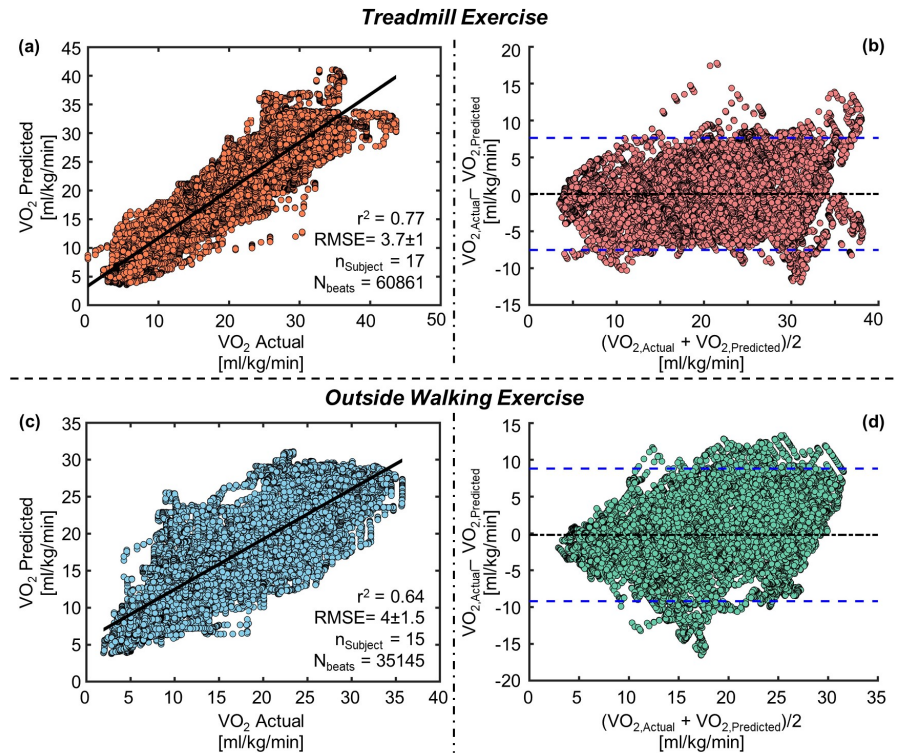 Treadmill Exercise
(a)
45
40
35
30
25
20
15
10
5
0
VO2 Predicted
[ml/kg/min]
r² = 0.77
RMSE= 3.7±1
nSubject = 17
Nbeats = 60861
0 10 20 30 40 50
VO2 Actual
[ml/kg/min]
(b)
20
15
10
5
0
-5
-10
-15
VO2,Actual− VO2,Predicted
[ml/kg/min]
5 10 15 20 25 30 35 40
(VO2,Actual + VO2,Predicted)/2
[ml/kg/min]
Outside Walking Exercise
(c)
35
30
25
20
15
10
5
0
VO2 Predicted
[ml/kg/min]
r² = 0.64
RMSE= 4±1.5
nSubject = 15
Nbeats = 35145
0 5 10 15 20 25 30 35 40
VO2 Actual
[ml/kg/min]
(d)
15
10
5
0
-5
-10
-15
-20
VO2,Actual− VO2,Predicted
[ml/kg/min]
0 5 10 15 20 25 30 35
(VO2,Actual + VO2,Predicted)/2
[ml/kg/min]